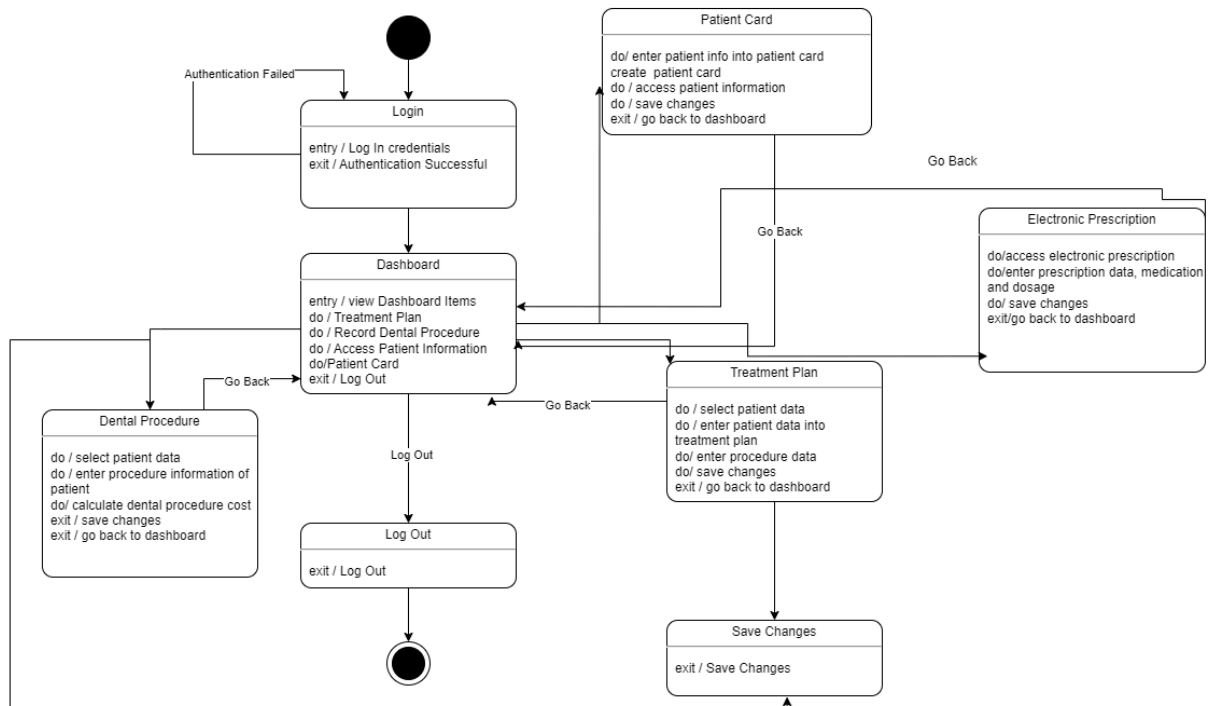 Patient Card
do/ enter patient info into patient card
create  patient card
do / access patient information
do / save changes
exit / go back to dashboard
Authentication Failed
Login
entry / Log In credentials
exit / Authentication Successful
Go Back
Electronic Prescription
do/access electronic prescription
do/enter prescription data, medication
and dosage
do/ save changes
exit/go back to dashboard
Go Back
Dashboard
entry / view Dashboard Items
do / Treatment Plan
do / Record Dental Procedure
do / Access Patient Information
do/Patient Card
exit / Log Out
Treatment Plan
do / select patient data
do / enter patient data into
treatment plan
do/ enter procedure data
do/ save changes
exit / go back to dashboard
Go Back
Go Back
Dental Procedure
do / select patient data
do / enter procedure information of
patient
do/ calculate dental procedure cost
exit / save changes
exit / go back to dashboard
Log Out
Log Out
exit / Log Out
Save Changes
exit / Save Changes